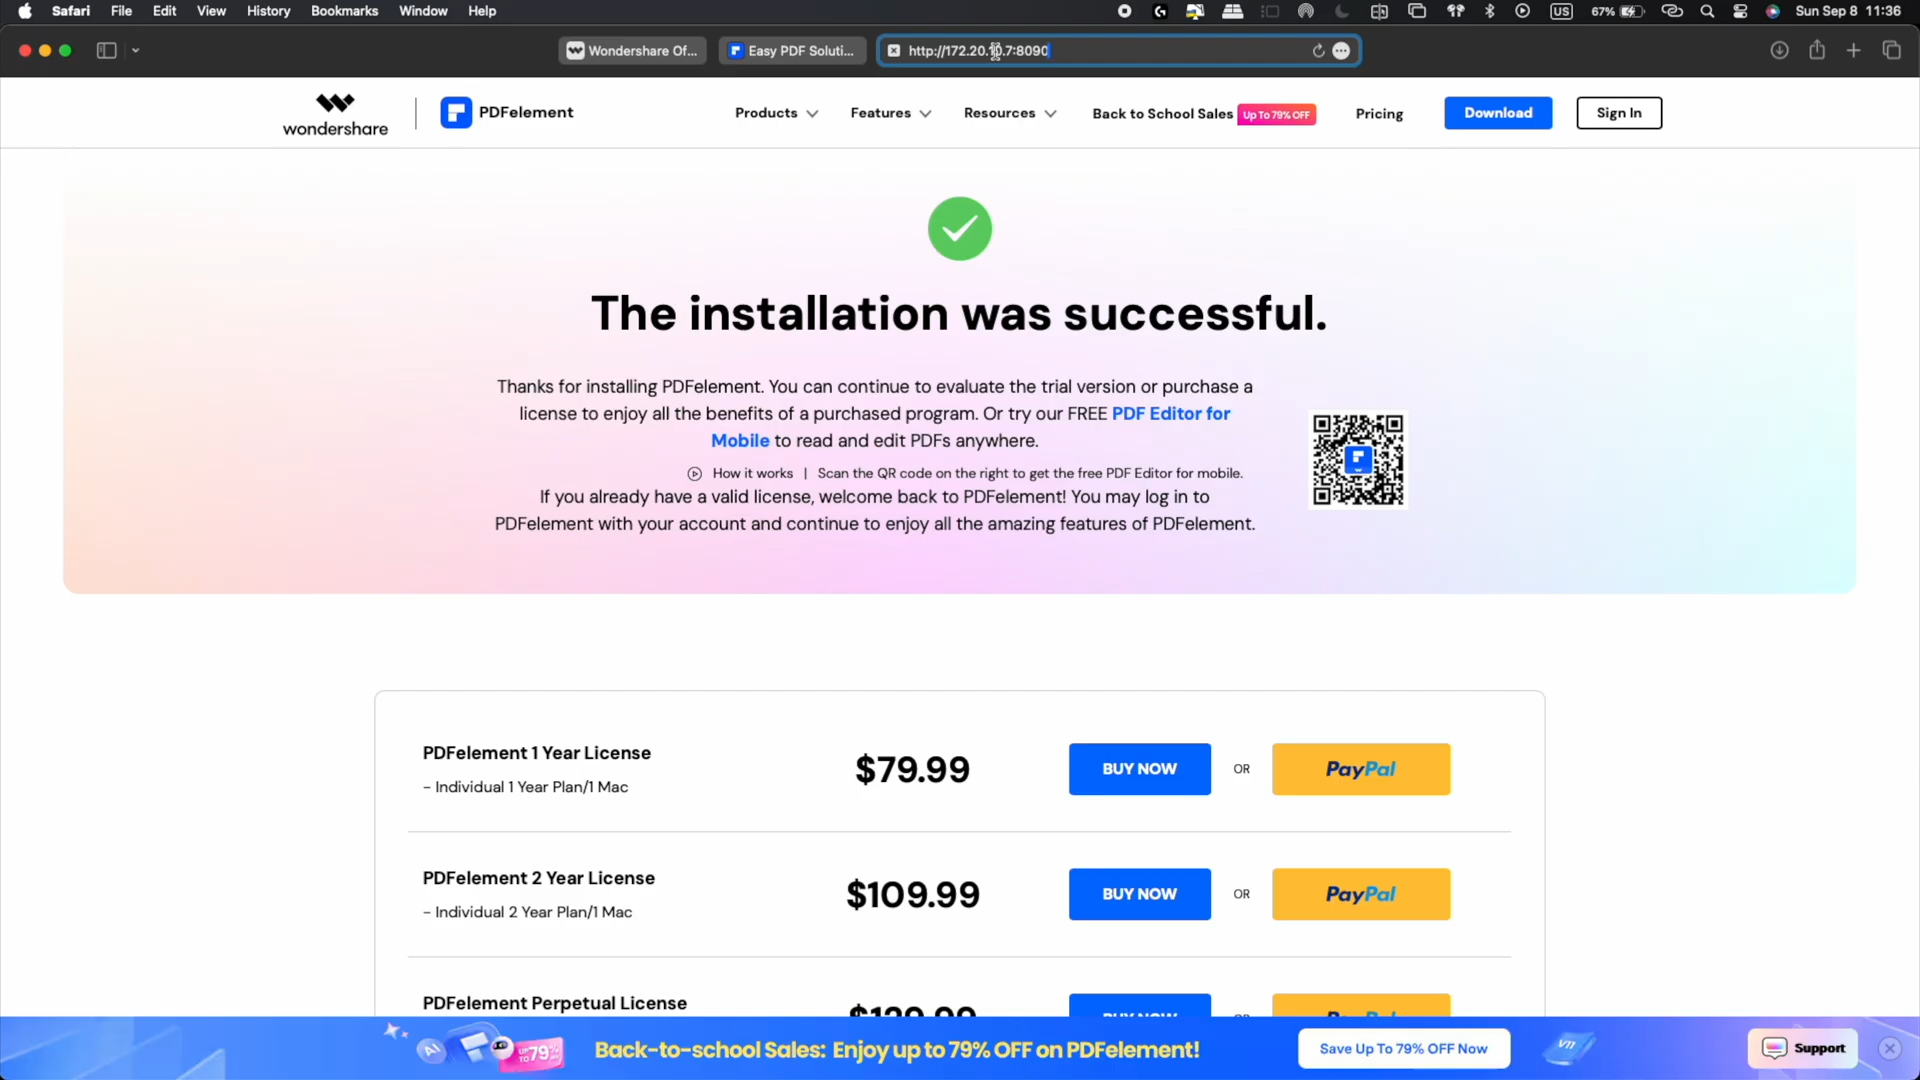 Safari File Edit View History Bookmarks Window Help US 67% Sun Sep 8 11:36
Wondershare Of... Easy PDF Soluti... http://172.20.10.7:8090
wondershare PDFelement Products Features Resources Back to School Sales Up To 79% OFF Pricing Download Sign In
The installation was successful.
Thanks for installing PDFelement. You can continue to evaluate the trial version or purchase a
license to enjoy all the benefits of a purchased program. Or try our FREE PDF Editor for
Mobile to read and edit PDFs anywhere.
How it works | Scan the QR code on the right to get the free PDF Editor for mobile.
If you already have a valid license, welcome back to PDFelement! You may log in to
PDFelement with your account and continue to enjoy all the amazing features of PDFelement.
PDFelement 1 Year License
- Individual 1 Year Plan/1 Mac
$79.99 BUY NOW OR PayPal
PDFelement 2 Year License
- Individual 2 Year Plan/1 Mac
$109.99 BUY NOW OR PayPal
PDFelement Perpetual License
AI UP TO 79% Back-to-school Sales: Enjoy up to 79% OFF on PDFelement! Save Up To 79% OFF Now V11 Support